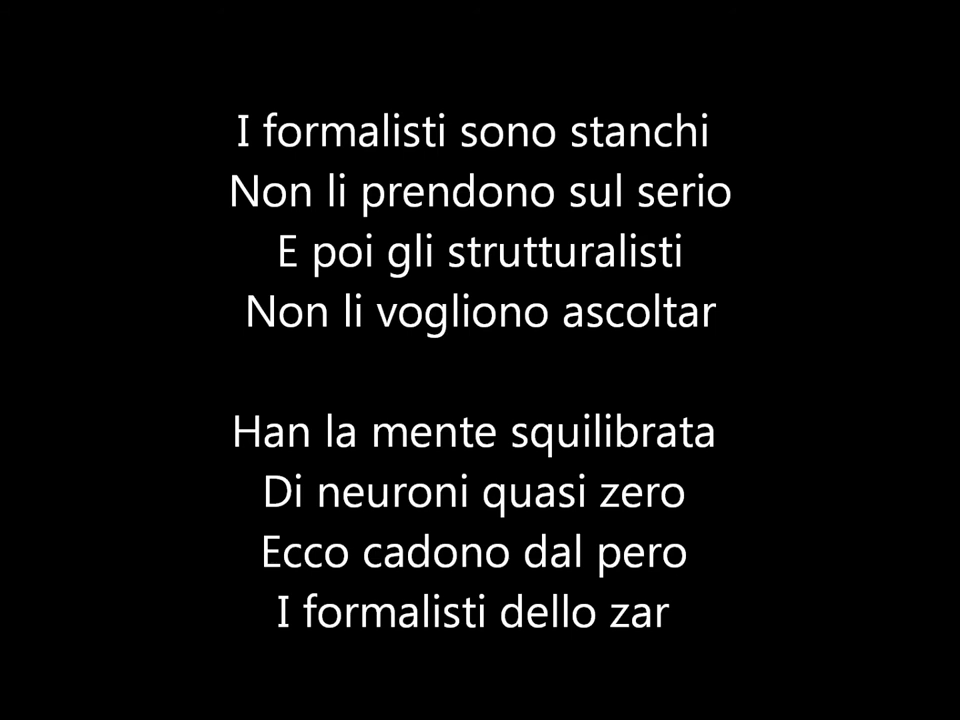 I formalisti sono stanchi
Non li prendono sul serio
E poi gli strutturalisti
Non li vogliono ascoltar
Han la mente squilibrata
Di neuroni quasi zero
Ecco cadono dal pero
I formalisti dello zar